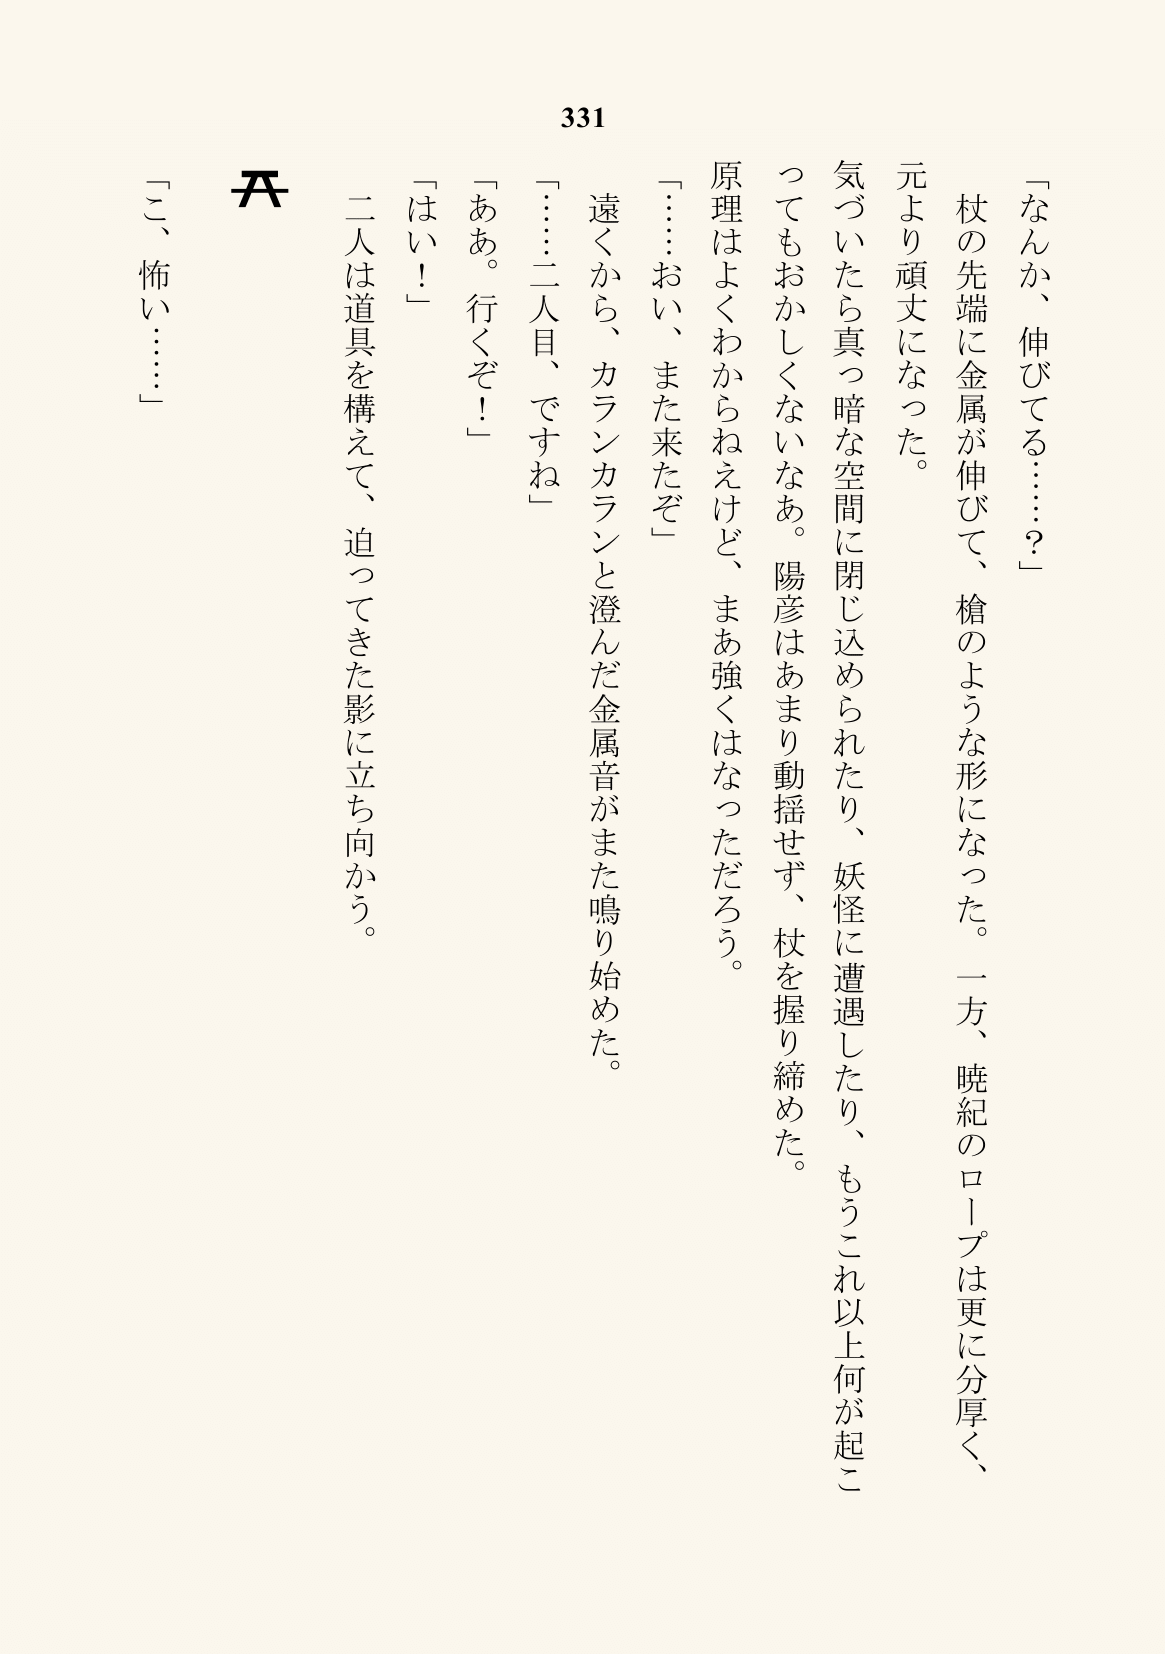 331
「なんか、伸びてる……？」
　杖の先端に金属が伸びて、槍のような形になった。一方、暁紀のロープは更に分厚く、
元より頑丈になった。
気づいたら真っ暗な空間に閉じ込められたり、妖怪に遭遇したり、もうこれ以上何が起こ
ってもおかしくないなあ。陽彦はあまり動揺せず、杖を握り締めた。
原理はよくわからねえけど、まあ強くはなっただろう。
「……おい、また来たぞ」
　遠くから、カランカランと澄んだ金属音がまた鳴り始めた。
「……二人目、ですね」
「ああ。行くぞ！」
「はい！」
　二人は道具を構えて、迫ってきた影に立ち向かう。
「こ、怖い……」